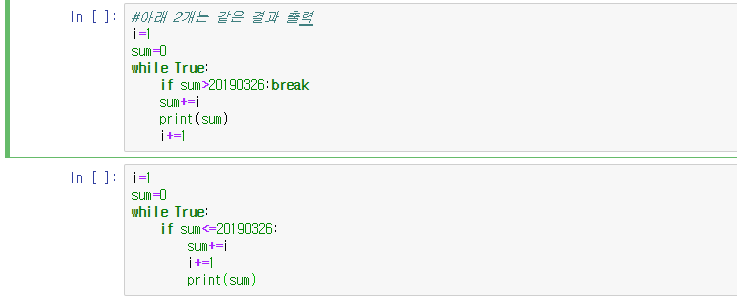 In [ ]: #아래 2개는 같은 결과 출력
i=1
sum=0
while True:
    if sum>20190326:break
    sum+=i
    print(sum)
    i+=1
In [ ]: i=1
sum=0
while True:
    if sum<=20190326:
        sum+=i
        i+=1
        print(sum)